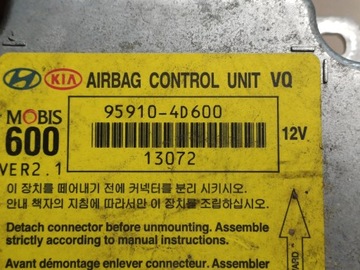 KIA AIRBAG CONTROL UNIT VQ
MOBIS
95910-4D600
600
12V.
VER2.1
13072
이 장치를 떼어내기 전에 커넥터를 분리 시키시오.
안내 책자의 지침에 따라서만 이 장치를 조립하시오.
Detach connector before unmounting. Assemble
strictly according to manual instructions.
Avant démontage enlever connecteur. Assembler